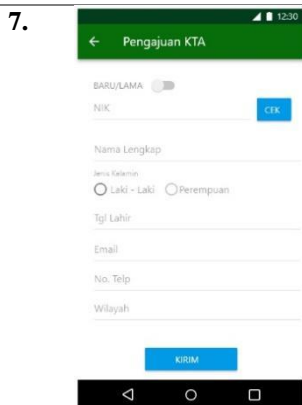 7.
12:30
Pengajuan KTA
BARU/LAMA
NIK
CEK
Nama Lengkap
Jenis Kelamin
Laki - Laki Perempuan
Tgl Lahir
Email
No. Telp
Wilayah
KIRIM